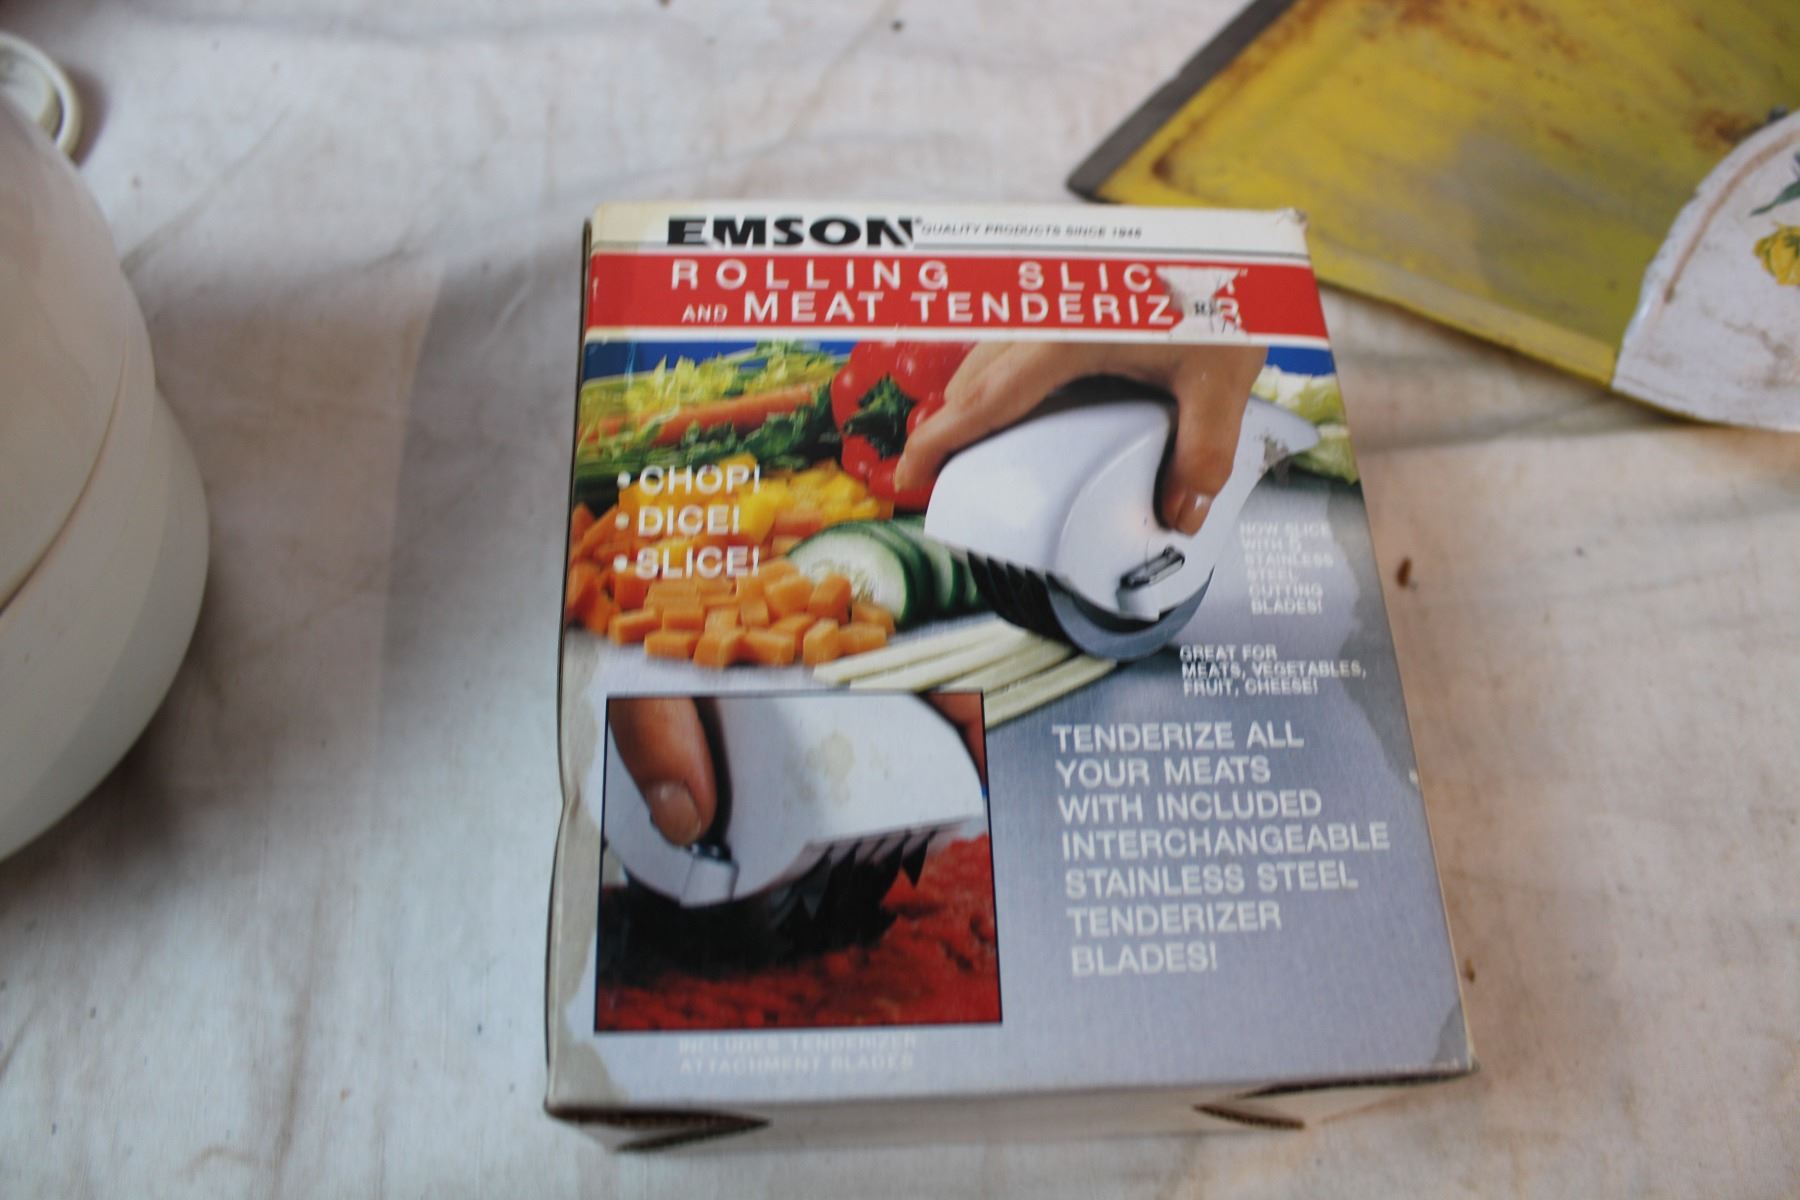 EMSON® QUALITY PRODUCTS SINCE 1946
ROLLING SLICER
AND MEAT TENDERIZER
• CHOP!
• DICE!
• SLICE!
NOW SLICE
WITH 5
STAINLESS
STEEL
CUTTING
BLADES!
GREAT FOR
MEATS, VEGETABLES,
FRUIT, CHEESE!
TENDERIZE ALL
YOUR MEATS
WITH INCLUDED
INTERCHANGEABLE
STAINLESS STEEL
TENDERIZER
BLADES!
INCLUDES TENDERIZER
ATTACHMENT BLADES